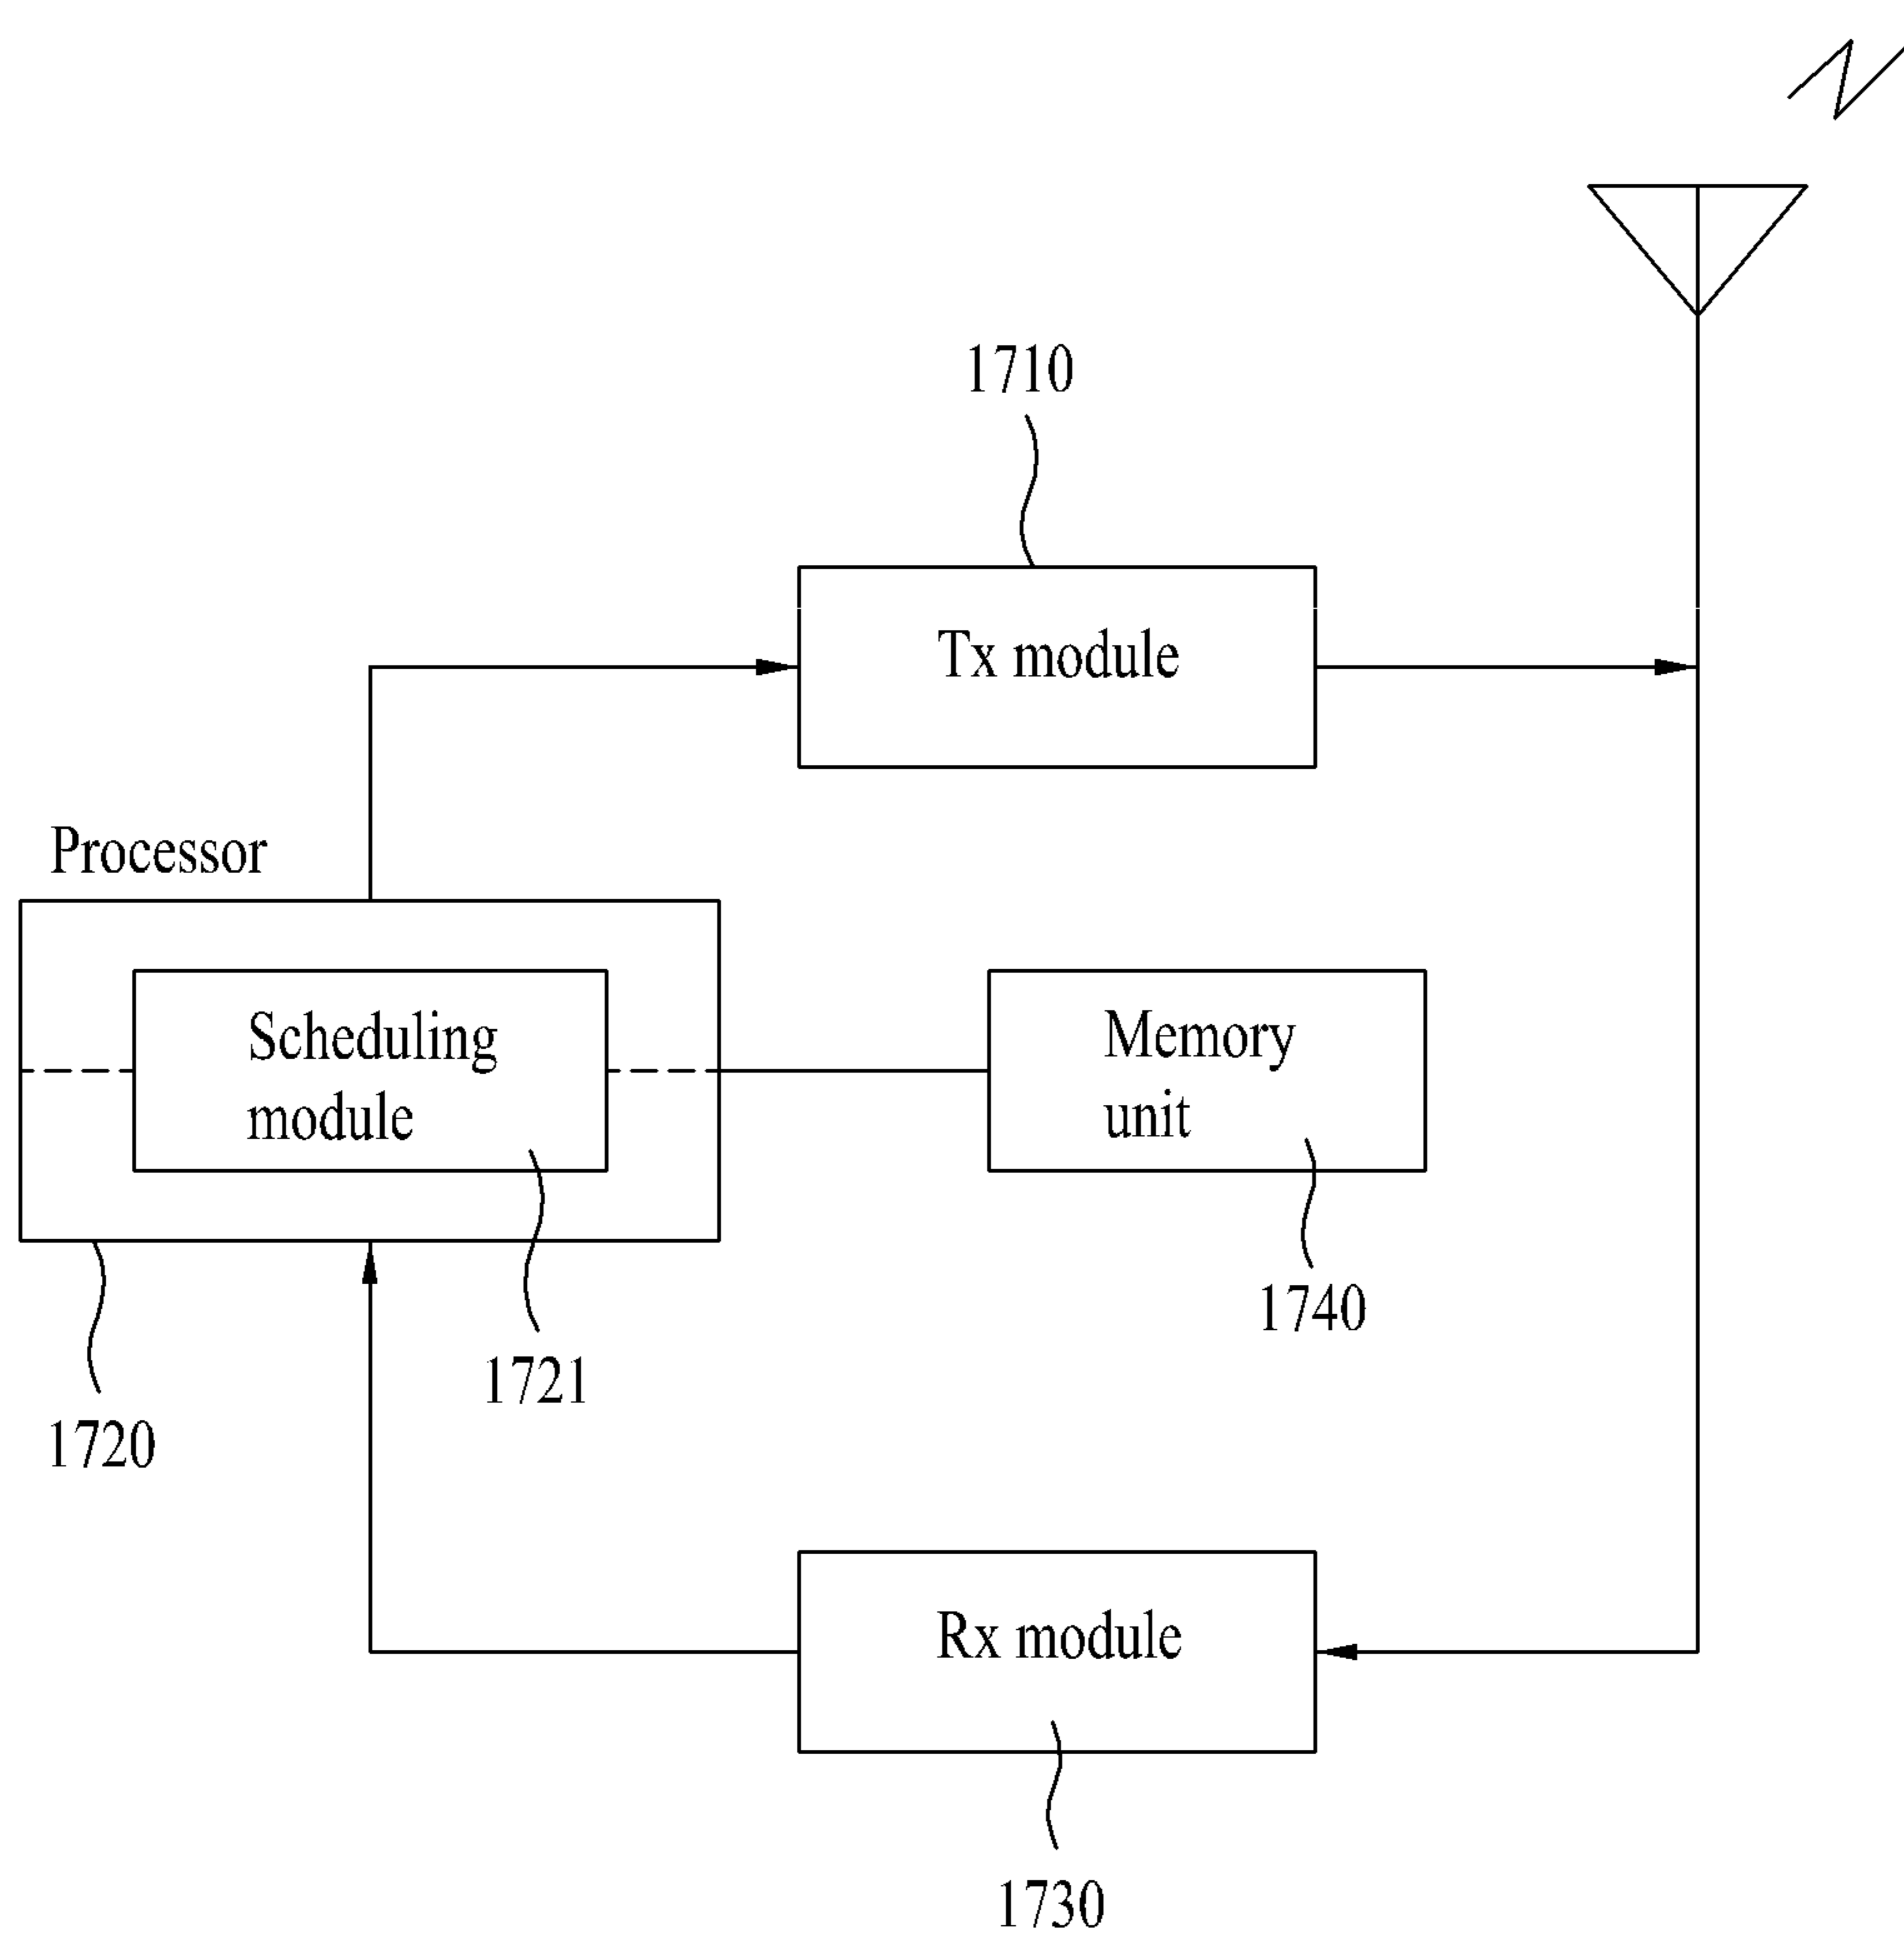 1710
Tx module
Processor
Scheduling
module
Memory
unit
1740
1721
1720
Rx module
1730